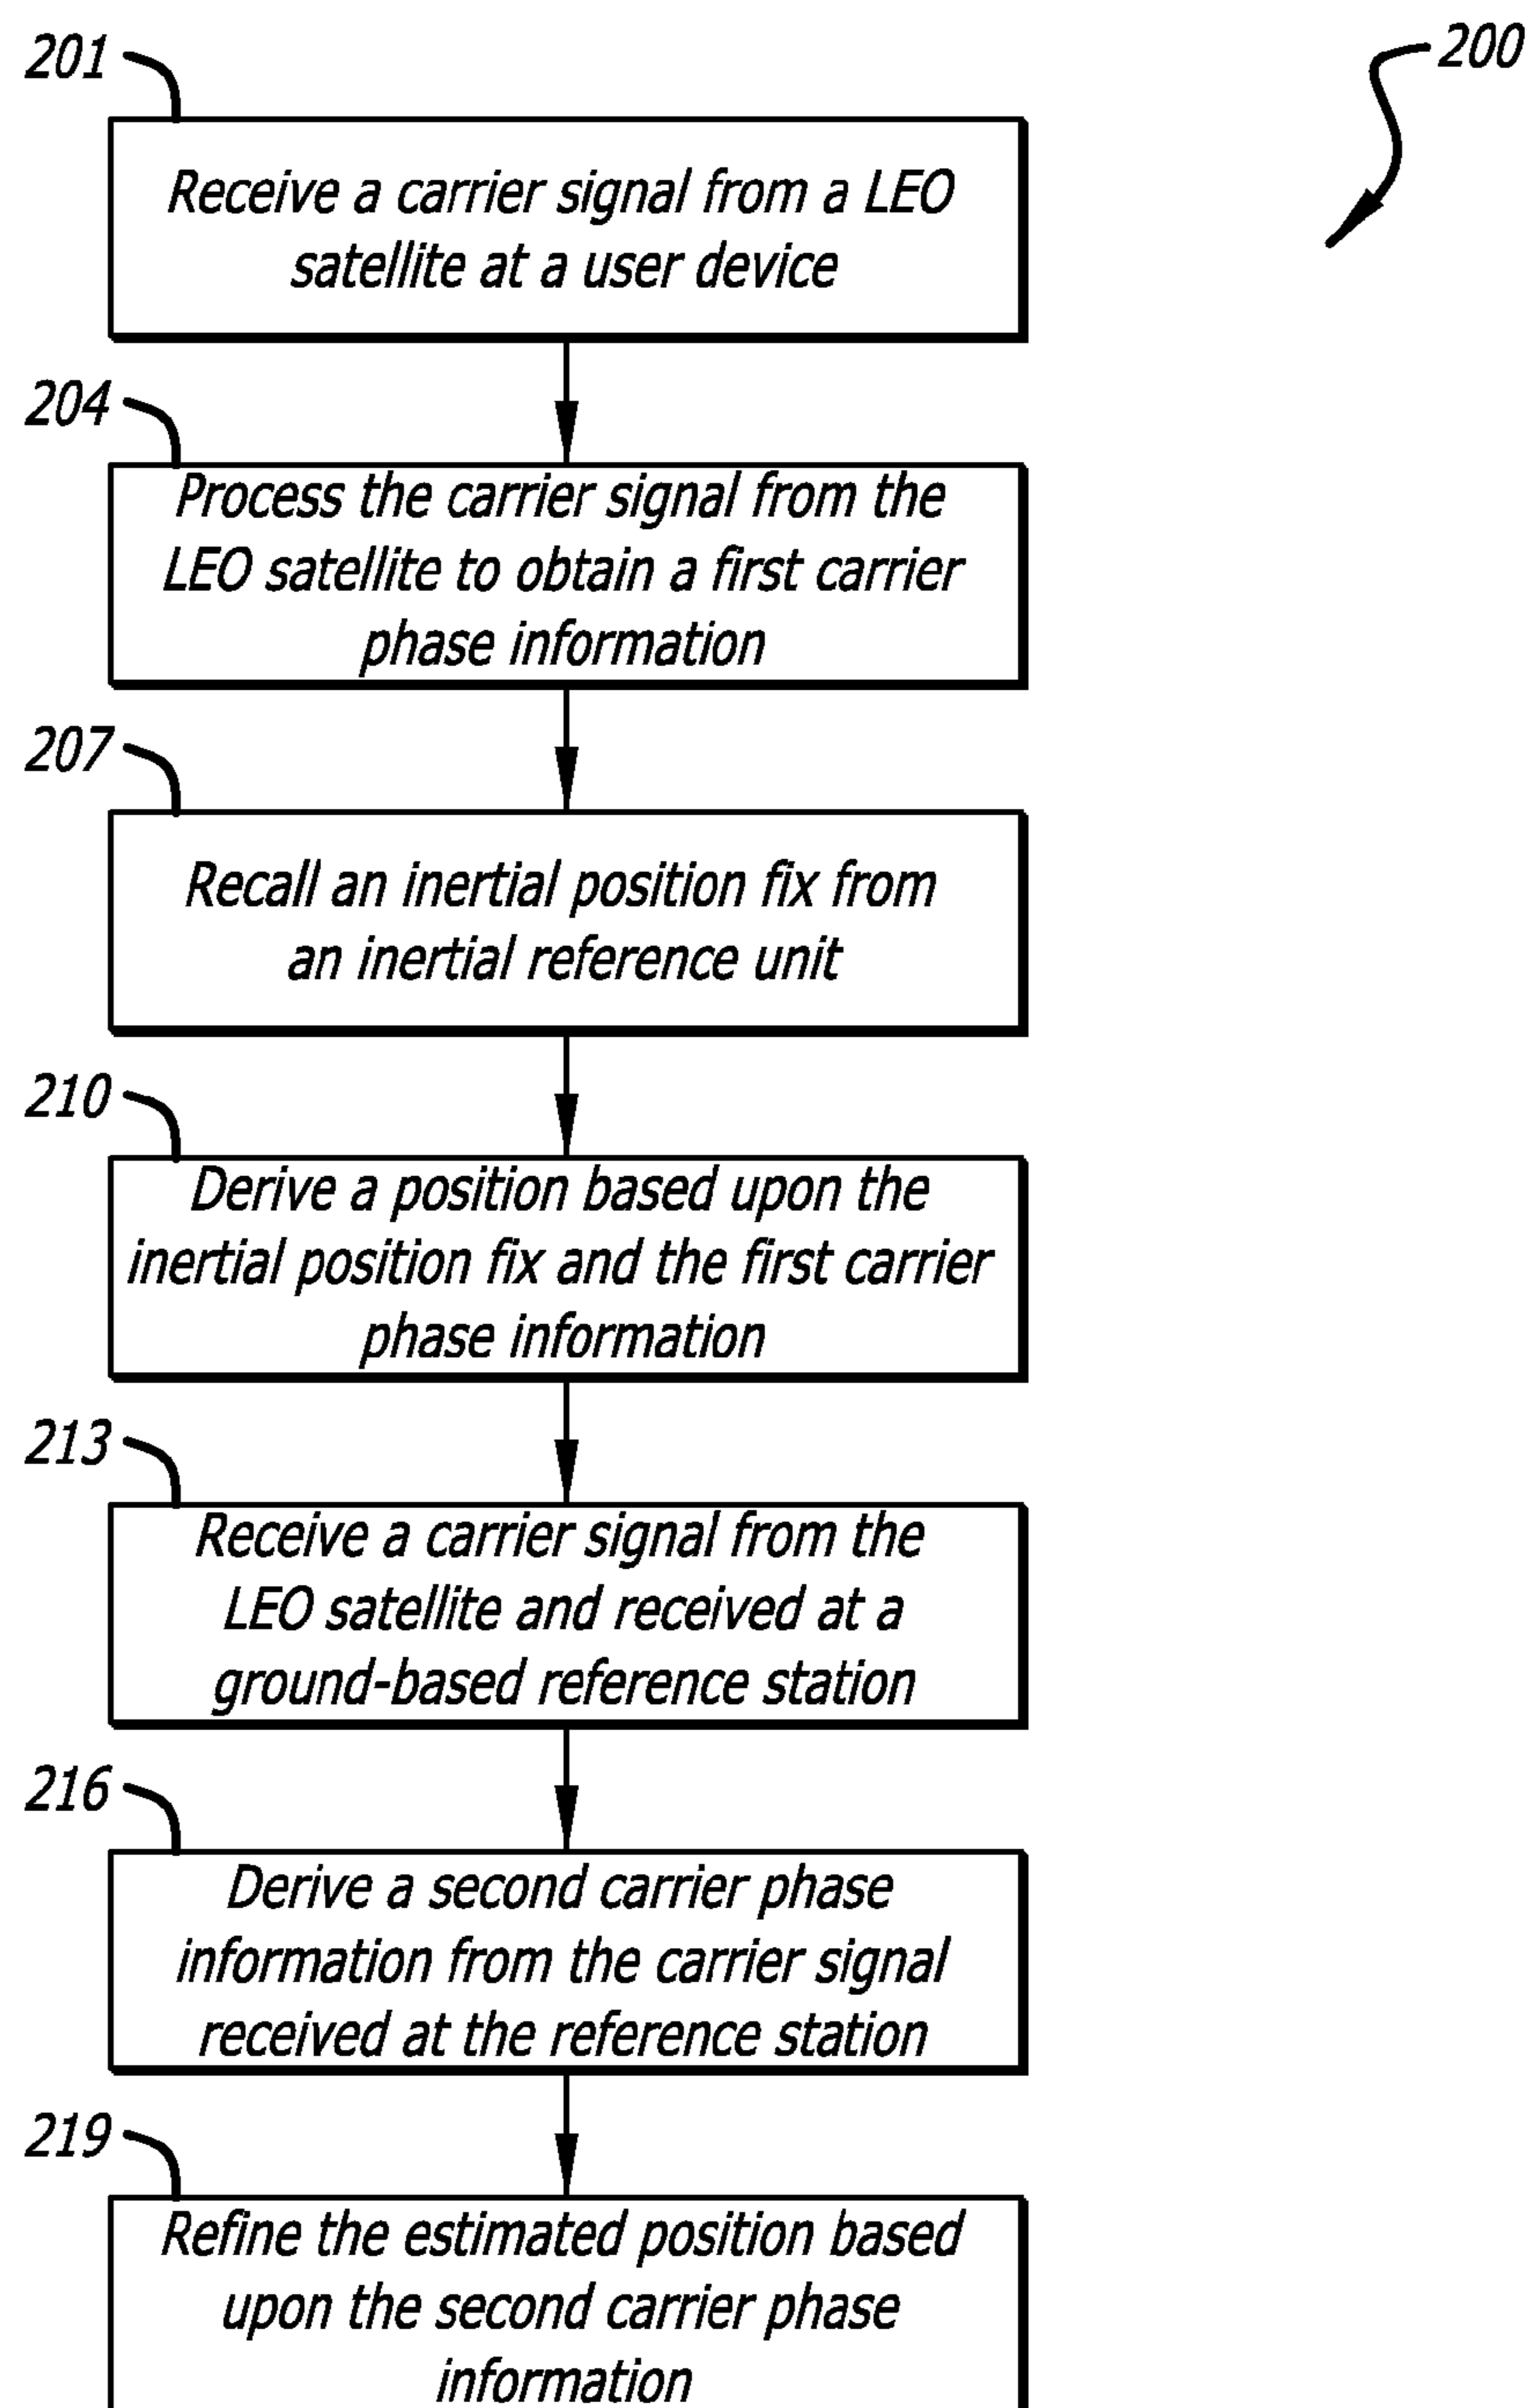 201
200
Receive a carrier signal from a LEO
satellite at a user device
204
Process the carrier signal from the
LEO satellite to obtain a first carrier
phase information
207
Recall an inertial position fix from
an inertial reference unit
210
Derive a position based upon the
inertial position fix and the first carrier
phase information
213
Receive a carrier signal from the
LEO satellite and received at a
ground-based reference station
216
Derive a second carrier phase
information from the carrier signal
received at the reference station
219
Refine the estimated position based
upon the second carrier phase
information